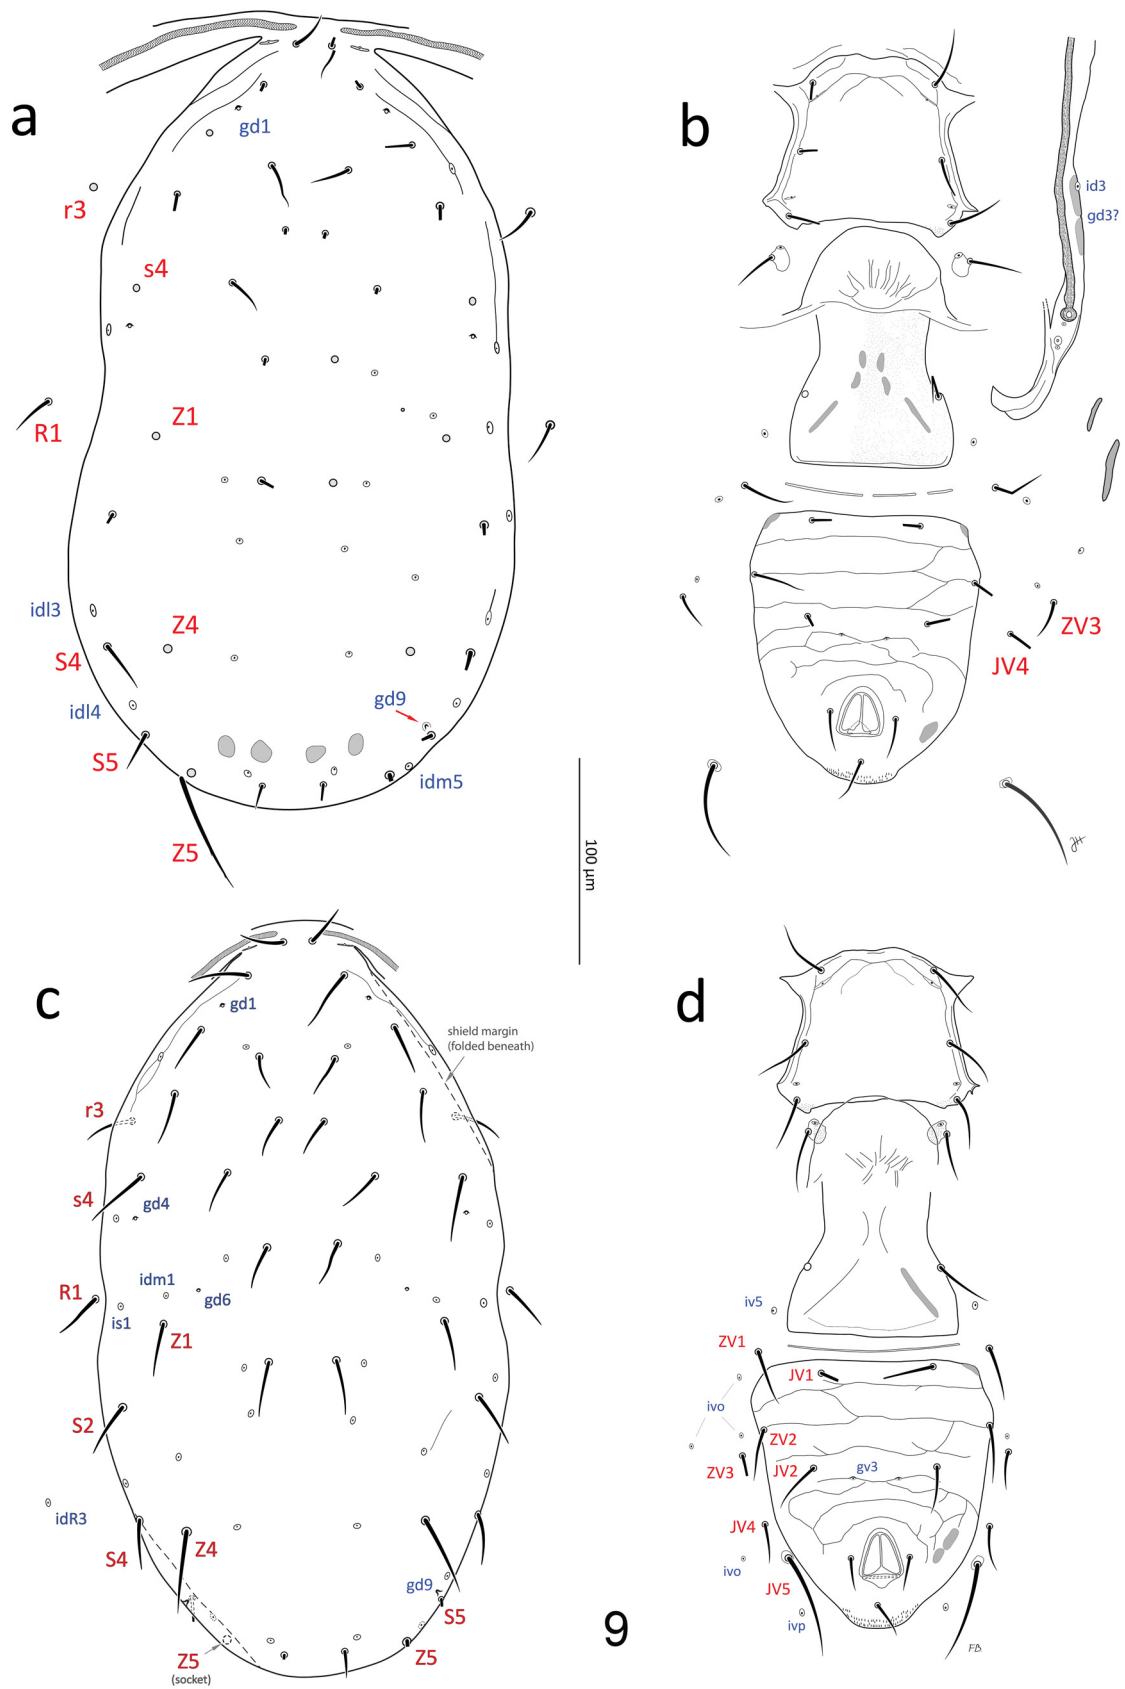 a
gd1
r3
s4
R1
Z1
idl3
Z4
S4
idl4
gd9
S5
idm5
Z5
b
id3
gd3?
ZV3
JV4
JH
100 µm
c
gd1
shield margin
(folded beneath)
r3
s4
gd4
idm1
R1
gd6
is1
Z1
S2
idR3
S4
Z4
gd9
S5
Z5
(socket)
Z5
d
iv5
ZV1
JV1
ivo
ZV2
ZV3
JV2
gv3
JV4
ivo
JV5
ivp
9
FB